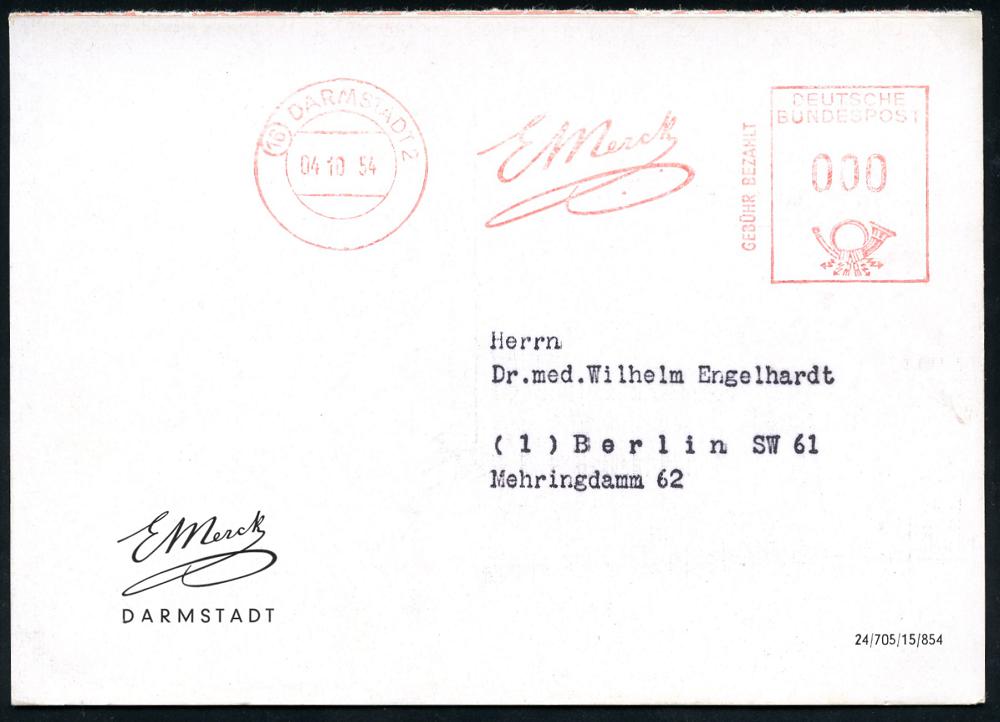 (16) DARMSTADT 2
04 10 54
E Merck
GEBÜHR BEZAHLT
DEUTSCHE
BUNDESPOST
000
Herrn
Dr.med.Wilhelm Engelhardt
(1) Berlin SW 61
Mehringdamm 62
E Merck
DARMSTADT
24/705/15/854